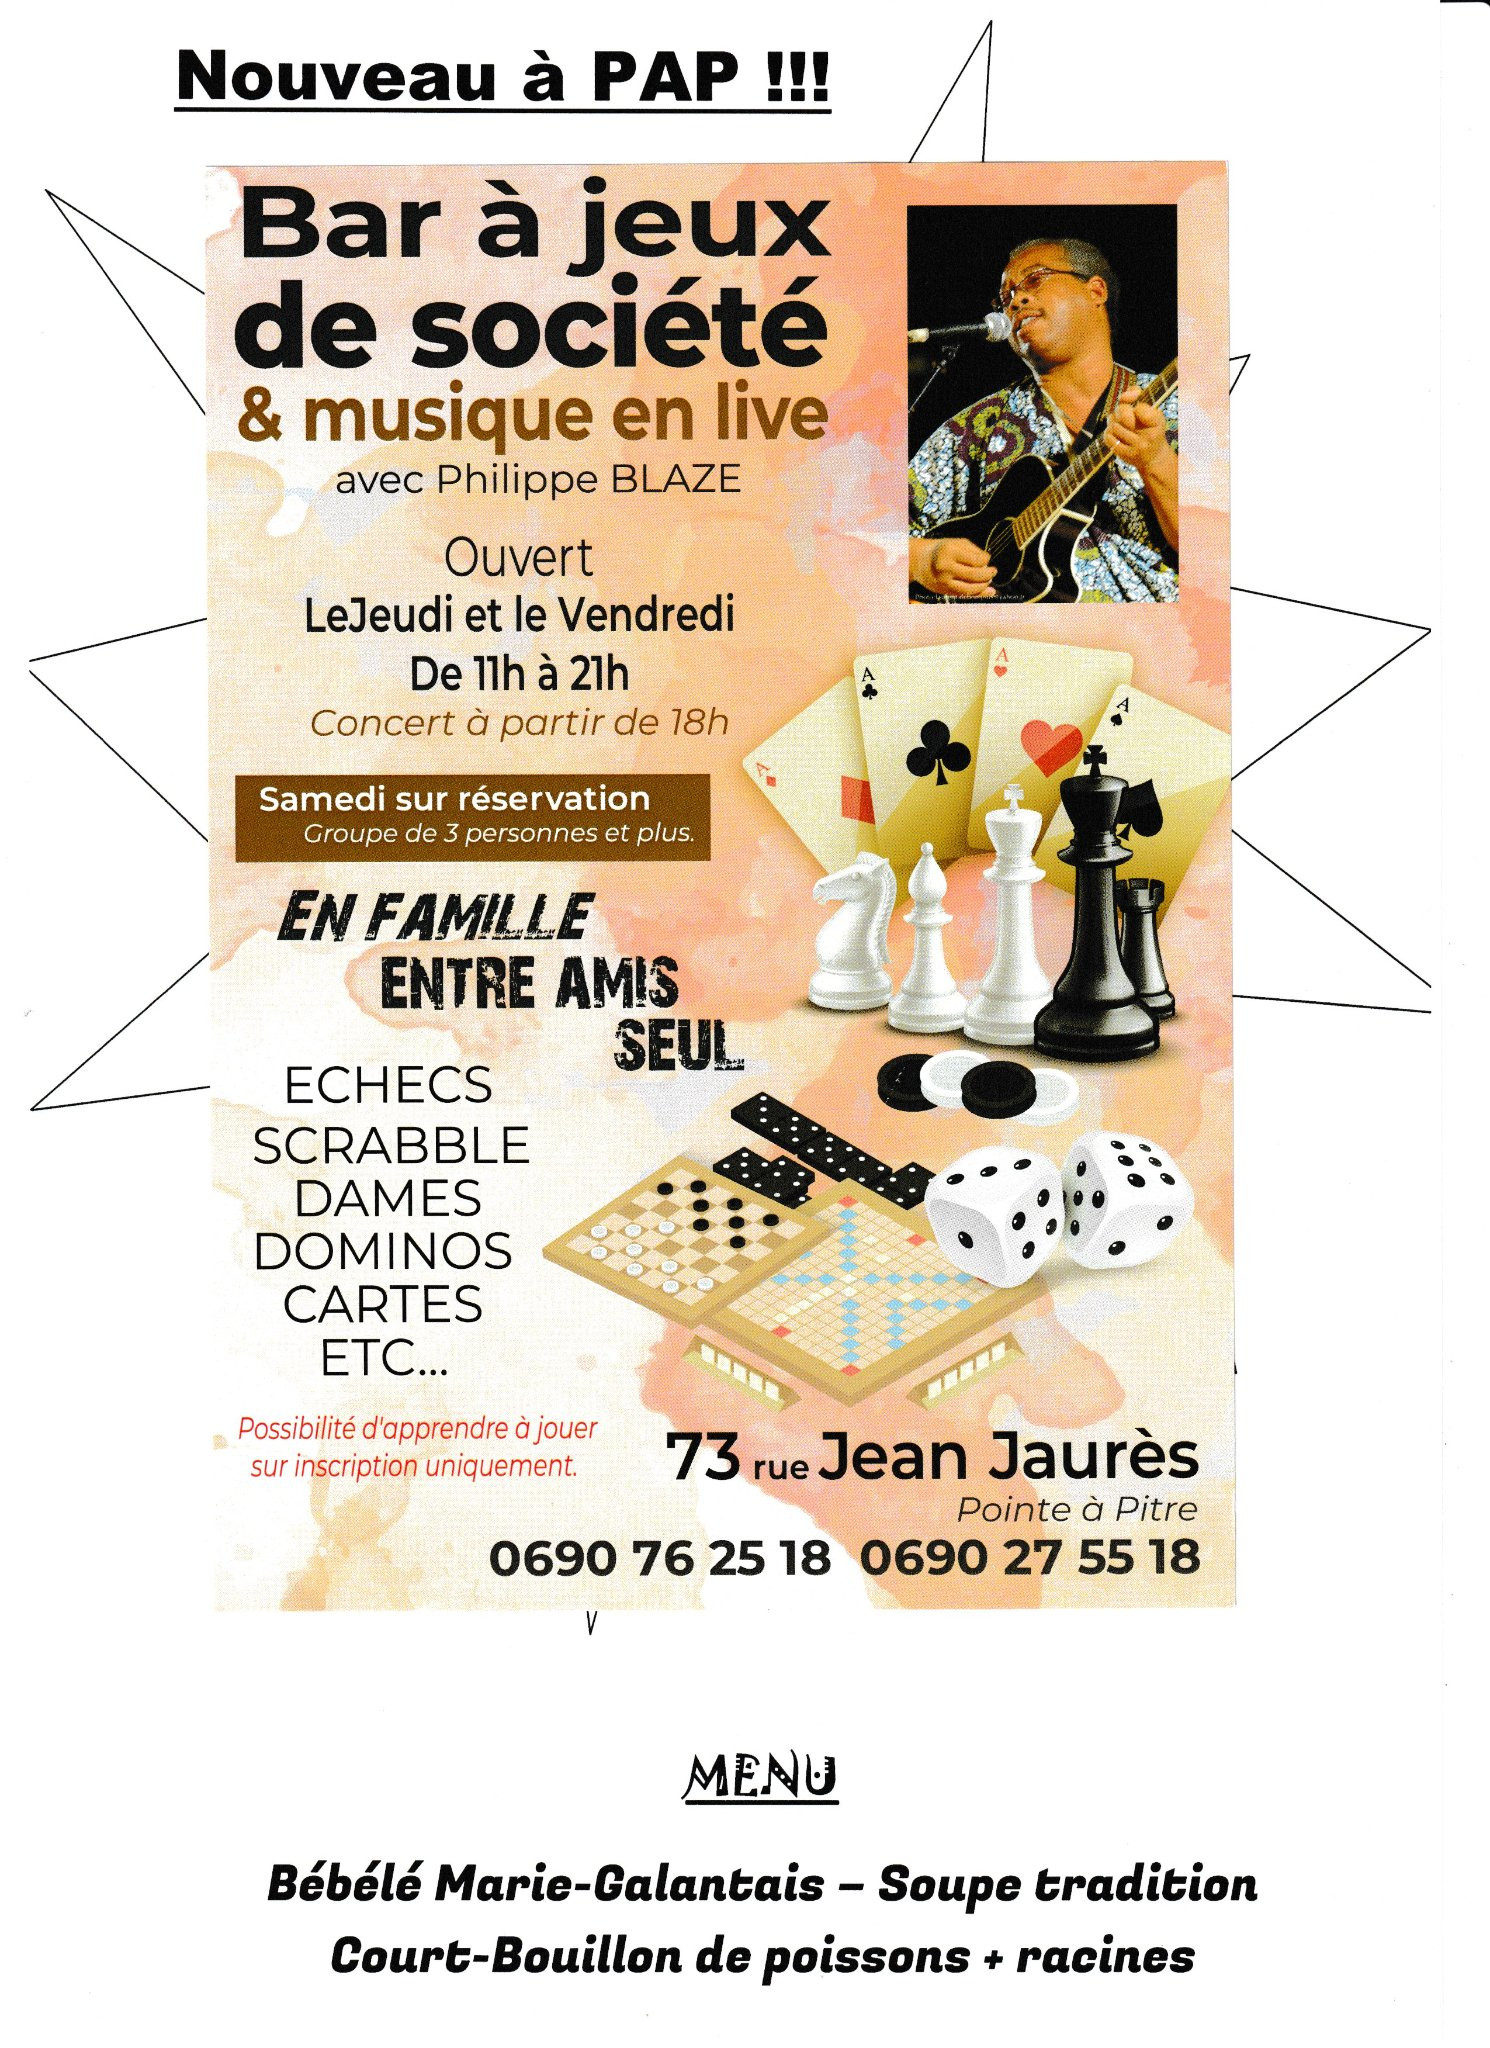 Nouveau à PAP !!!
Bar à jeux
de société
& musique en live
avec Philippe BLAZE
Ouvert
LeJeudi et le Vendredi
De 11h à 21h
Concert à partir de 18h
Samedi sur réservation
Groupe de 3 personnes et plus.
EN FAMILLE
ENTRE AMIS
SEUL
ECHECS
SCRABBLE
DAMES
DOMINOS
CARTES
ETC...
Possibilité d'apprendre à jouer
sur inscription uniquement.
73 rue Jean Jaurès
Pointe à Pitre
0690 76 25 18 0690 27 55 18
A
A
A
A
MENU
Bébélé Marie-Galantais – Soupe tradition
Court-Bouillon de poissons + racines